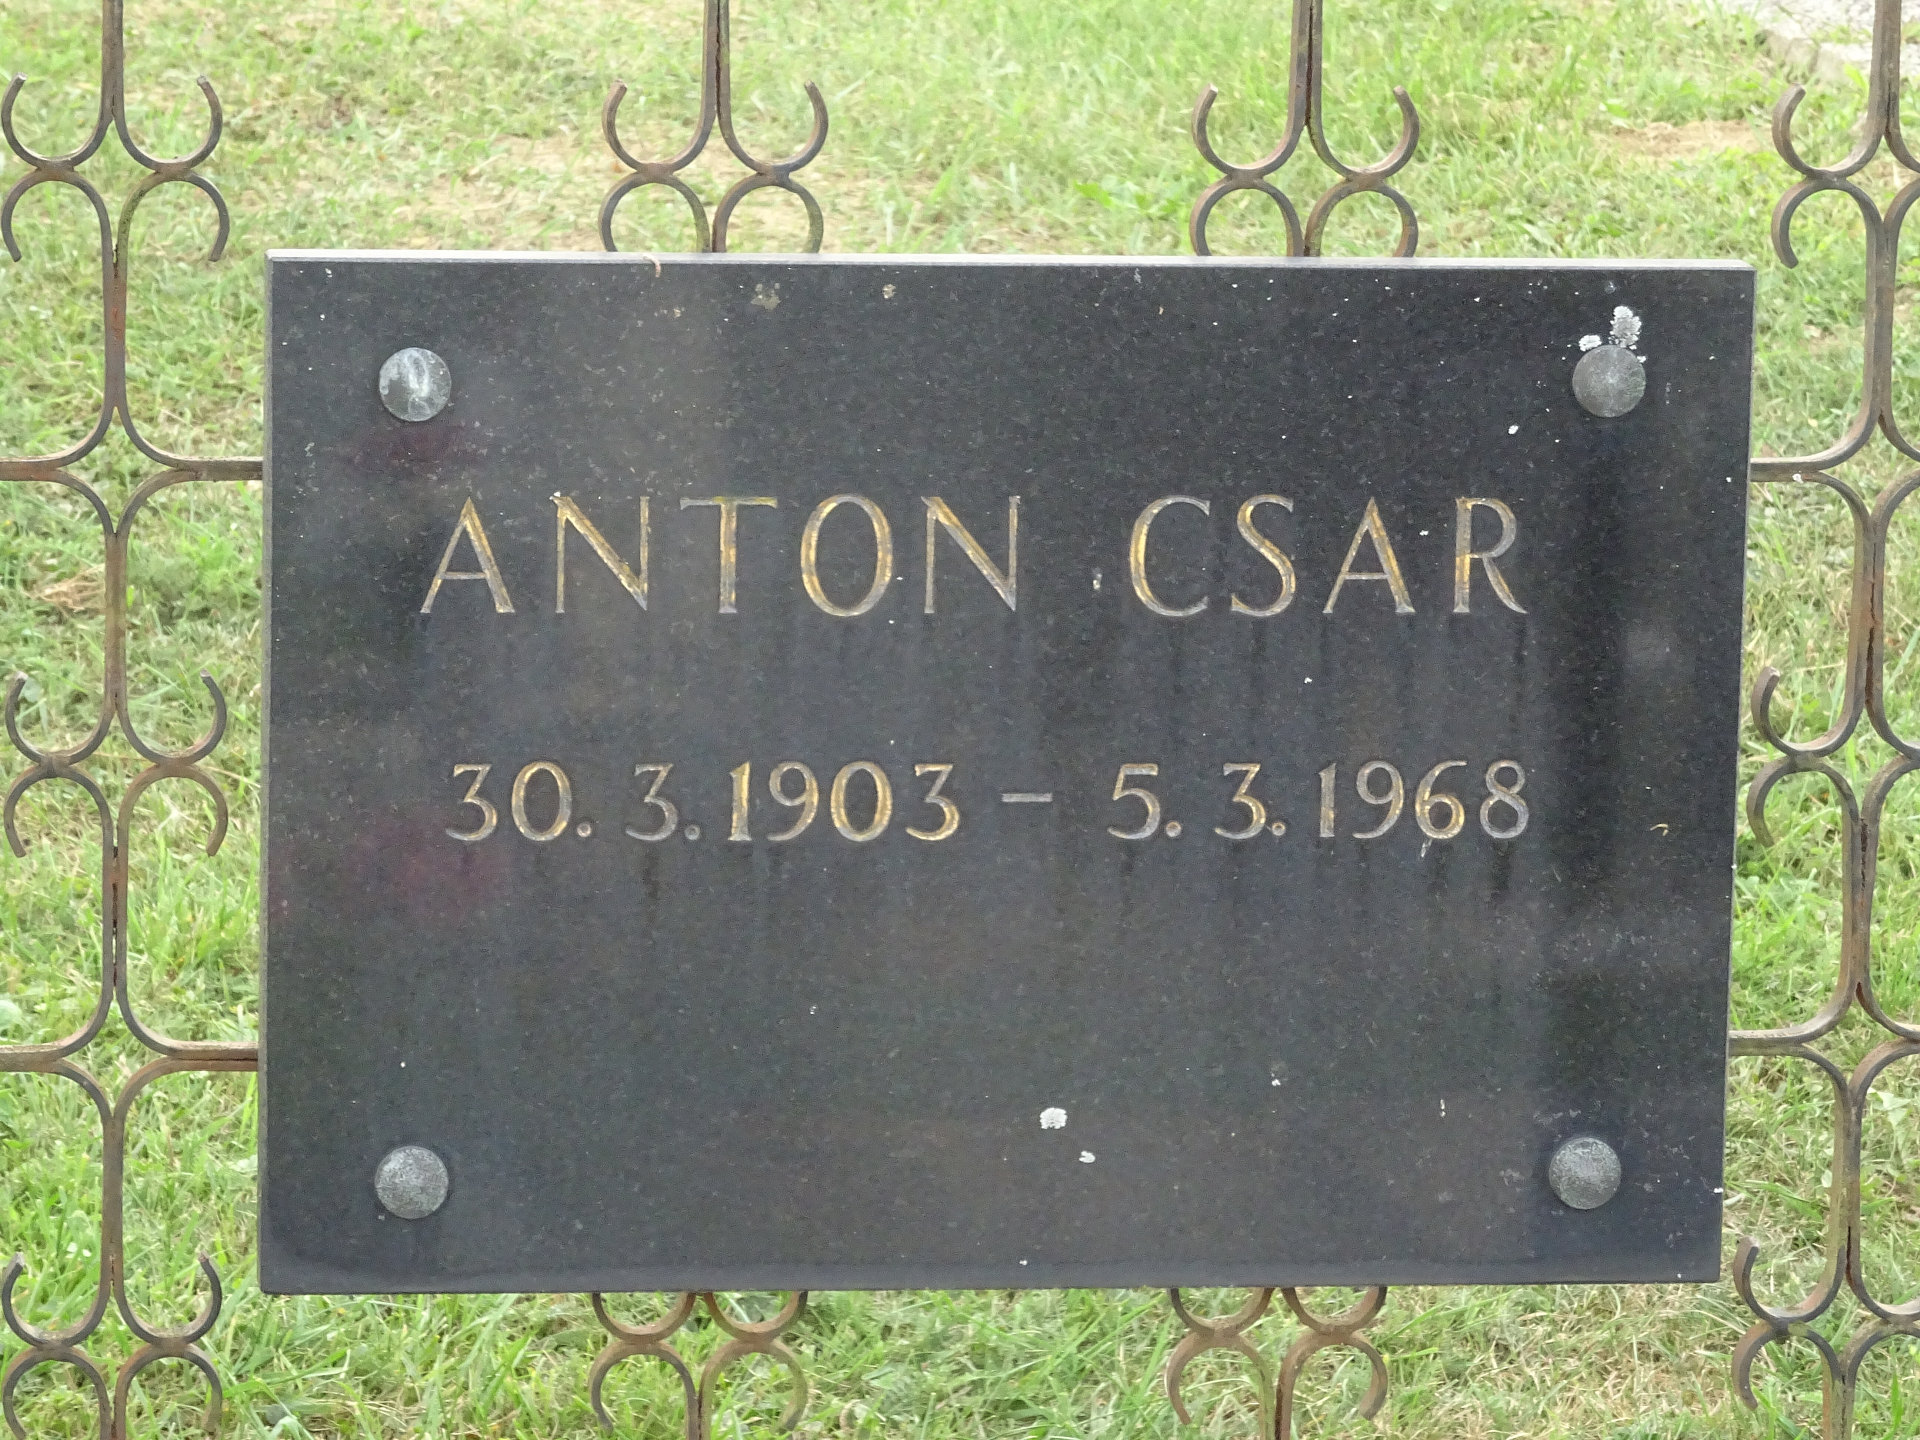 ANTON CSAR
30. 3. 1903 – 5. 3. 1968